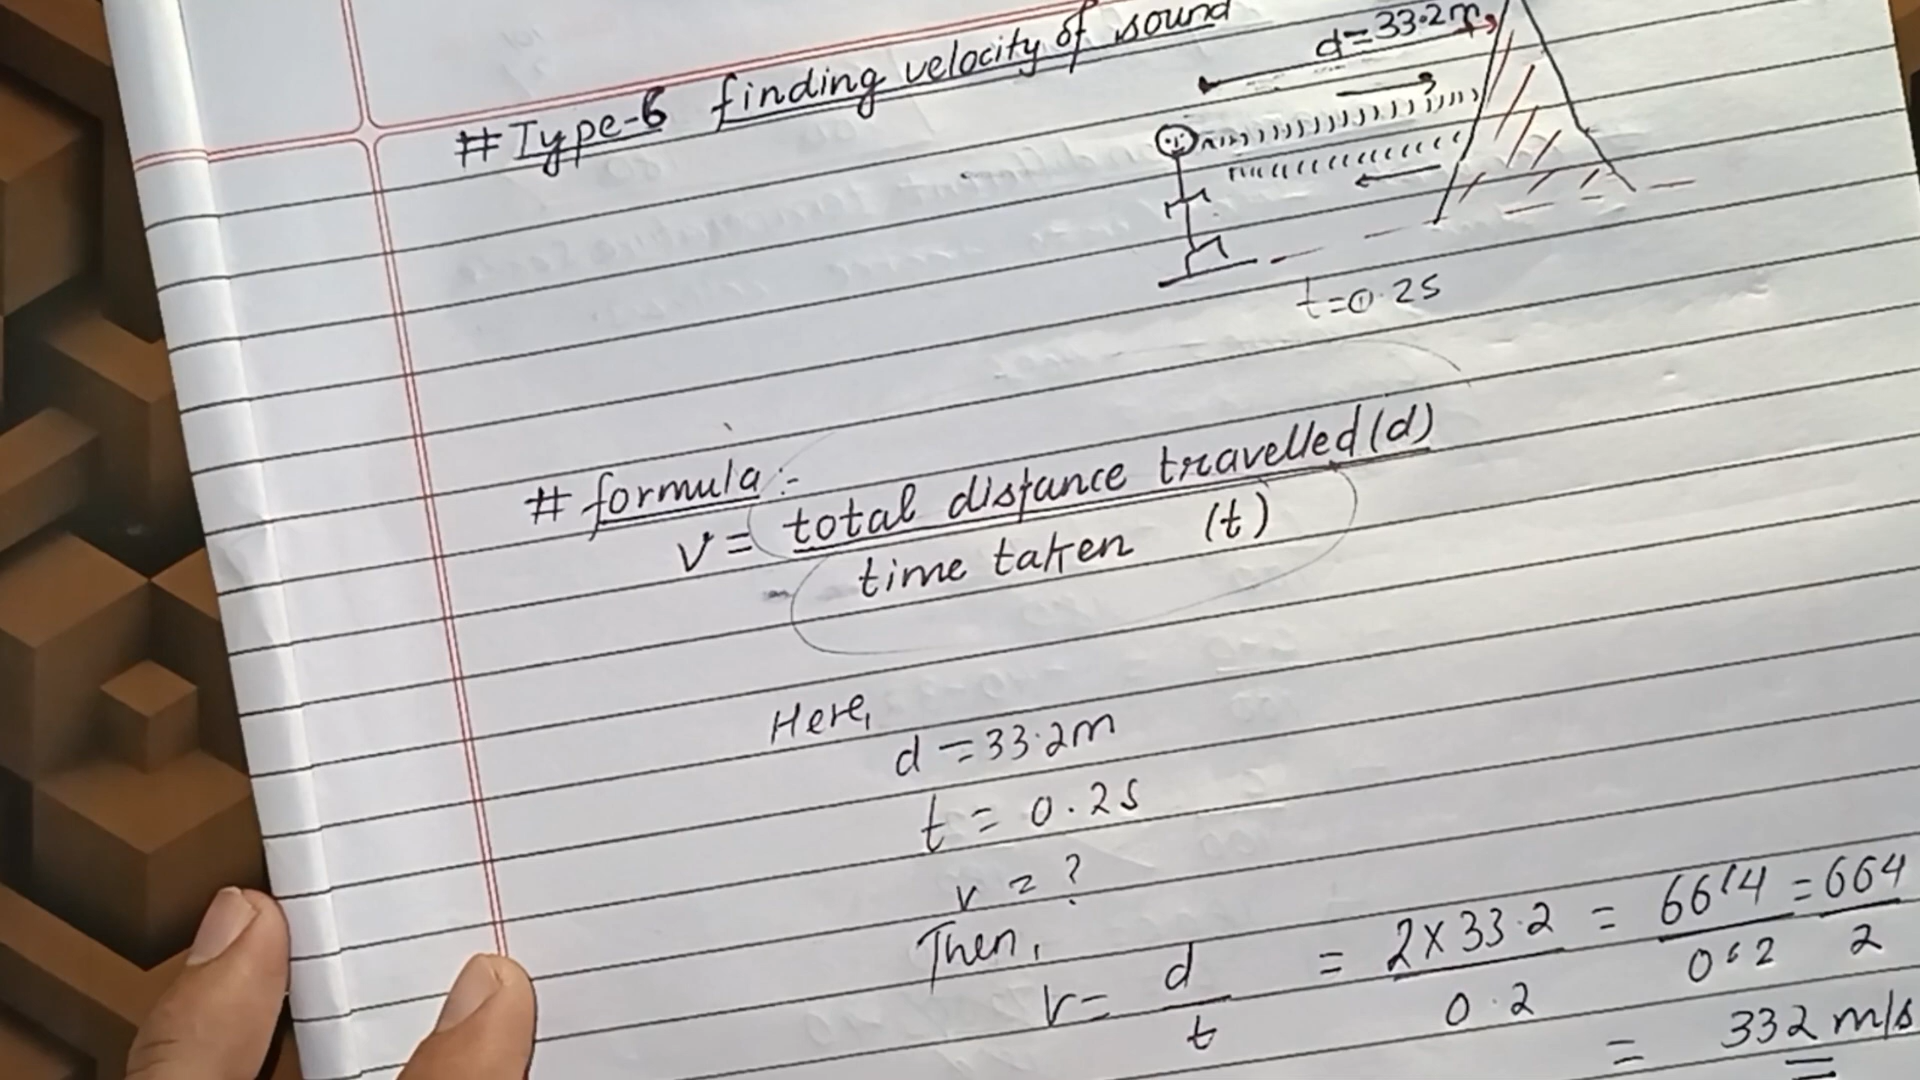 #Type-6 finding velocity of sound
d=33.2m
t=0.2s
# formula:-
V = total distance travelled (d)
time taken (t)
Here,
d = 33.2m
t = 0.2s
v = ?
Then,
v = d / t = 2×33.2 / 0.2 = 66.4 / 0.2 = 664 / 2
= 332 m/s